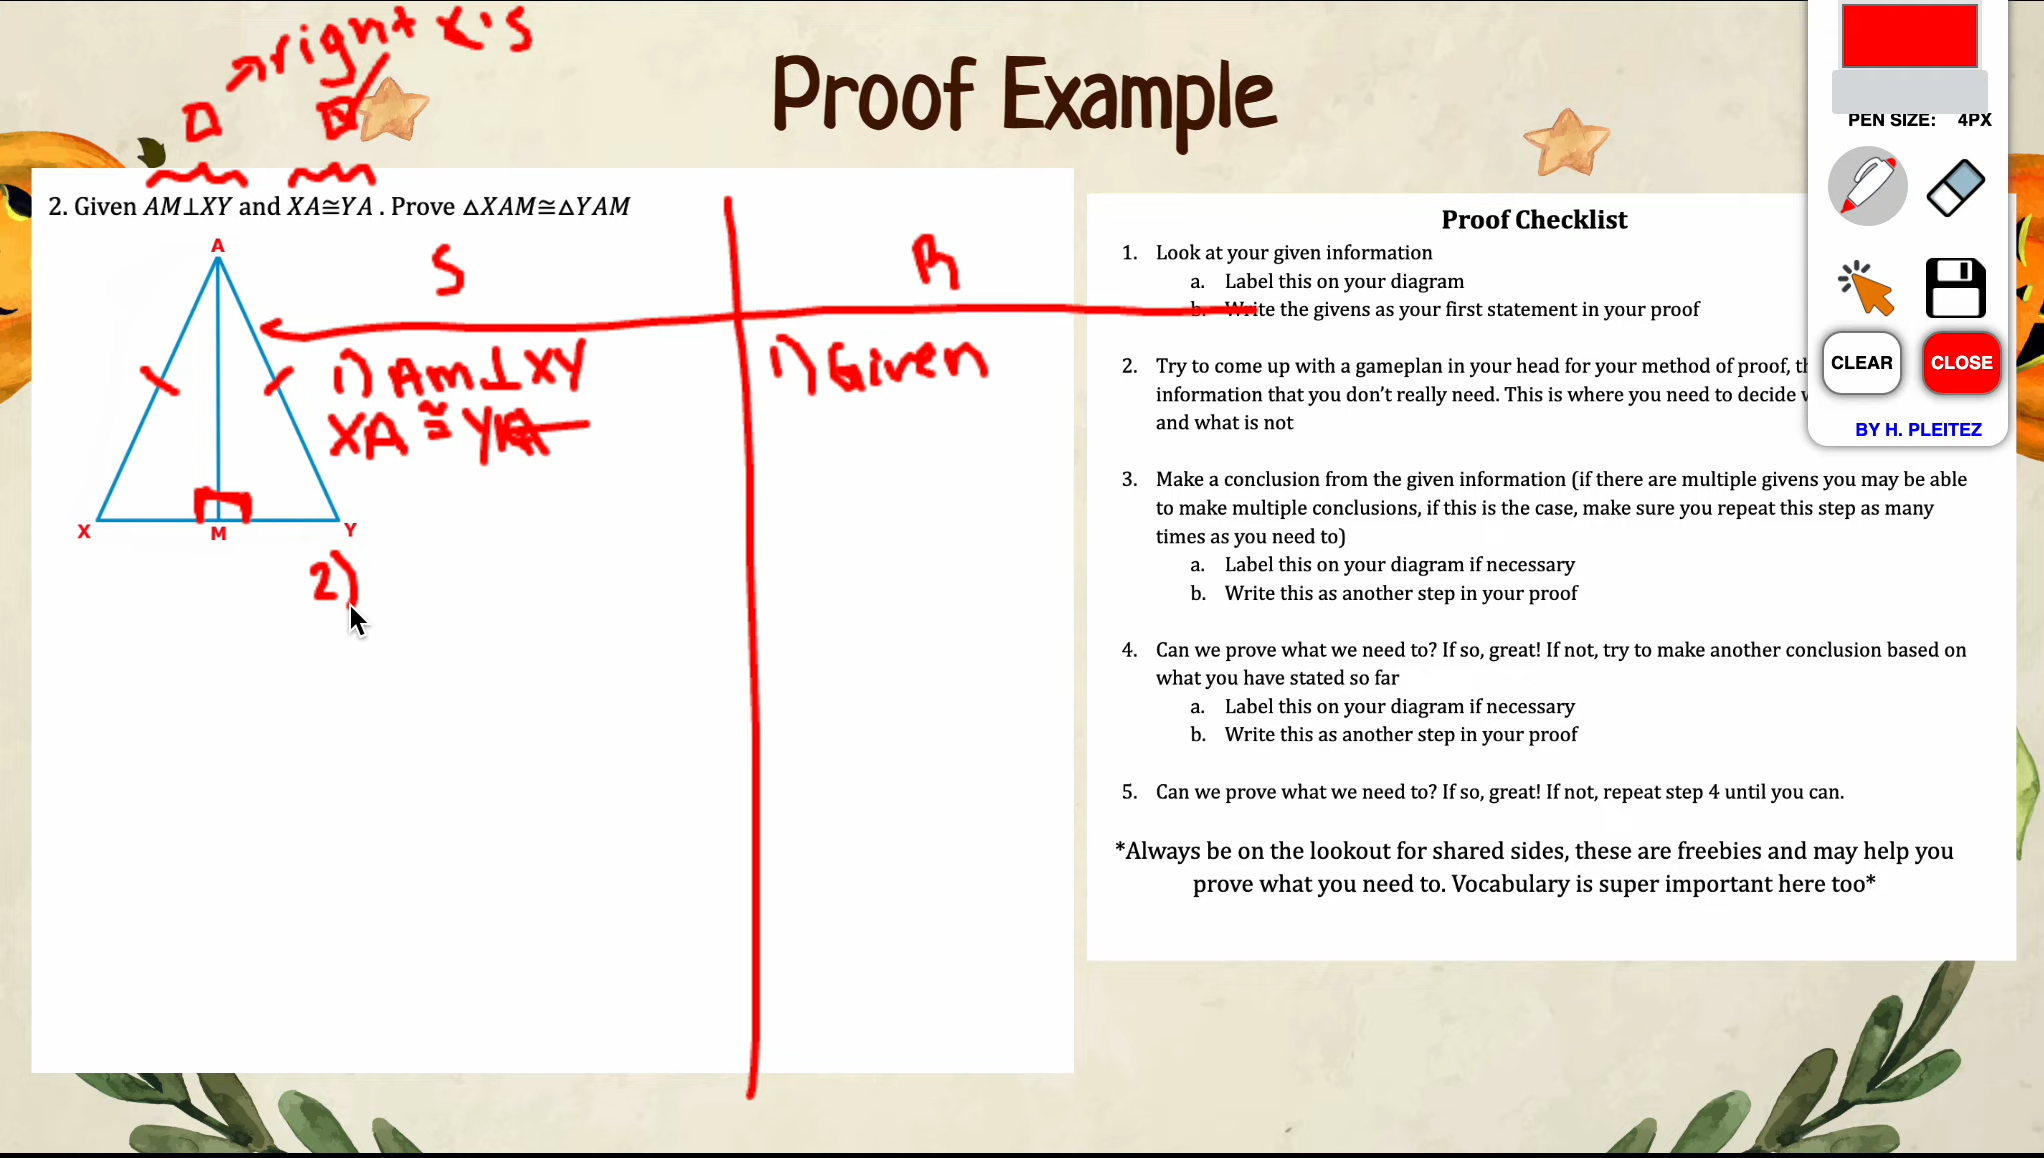 right ∠'s
Proof Example
PEN SIZE: 4PX
CLEAR
CLOSE
BY H. PLEITEZ
2. Given AM⊥XY and XA≅YA . Prove △XAM≅△YAM
A
X
M
Y
S
R
1) Am⊥XY
XA≅YA
1) Given
2)
Proof Checklist
1. Look at your given information
a. Label this on your diagram
b. Write the givens as your first statement in your proof
2. Try to come up with a gameplan in your head for your method of proof,
information that you don't really need. This is where you need to decide
and what is not
3. Make a conclusion from the given information (if there are multiple givens you may be able
to make multiple conclusions, if this is the case, make sure you repeat this step as many
times as you need to)
a. Label this on your diagram if necessary
b. Write this as another step in your proof
4. Can we prove what we need to? If so, great! If not, try to make another conclusion based on
what you have stated so far
a. Label this on your diagram if necessary
b. Write this as another step in your proof
5. Can we prove what we need to? If so, great! If not, repeat step 4 until you can.
*Always be on the lookout for shared sides, these are freebies and may help you
prove what you need to. Vocabulary is super important here too*